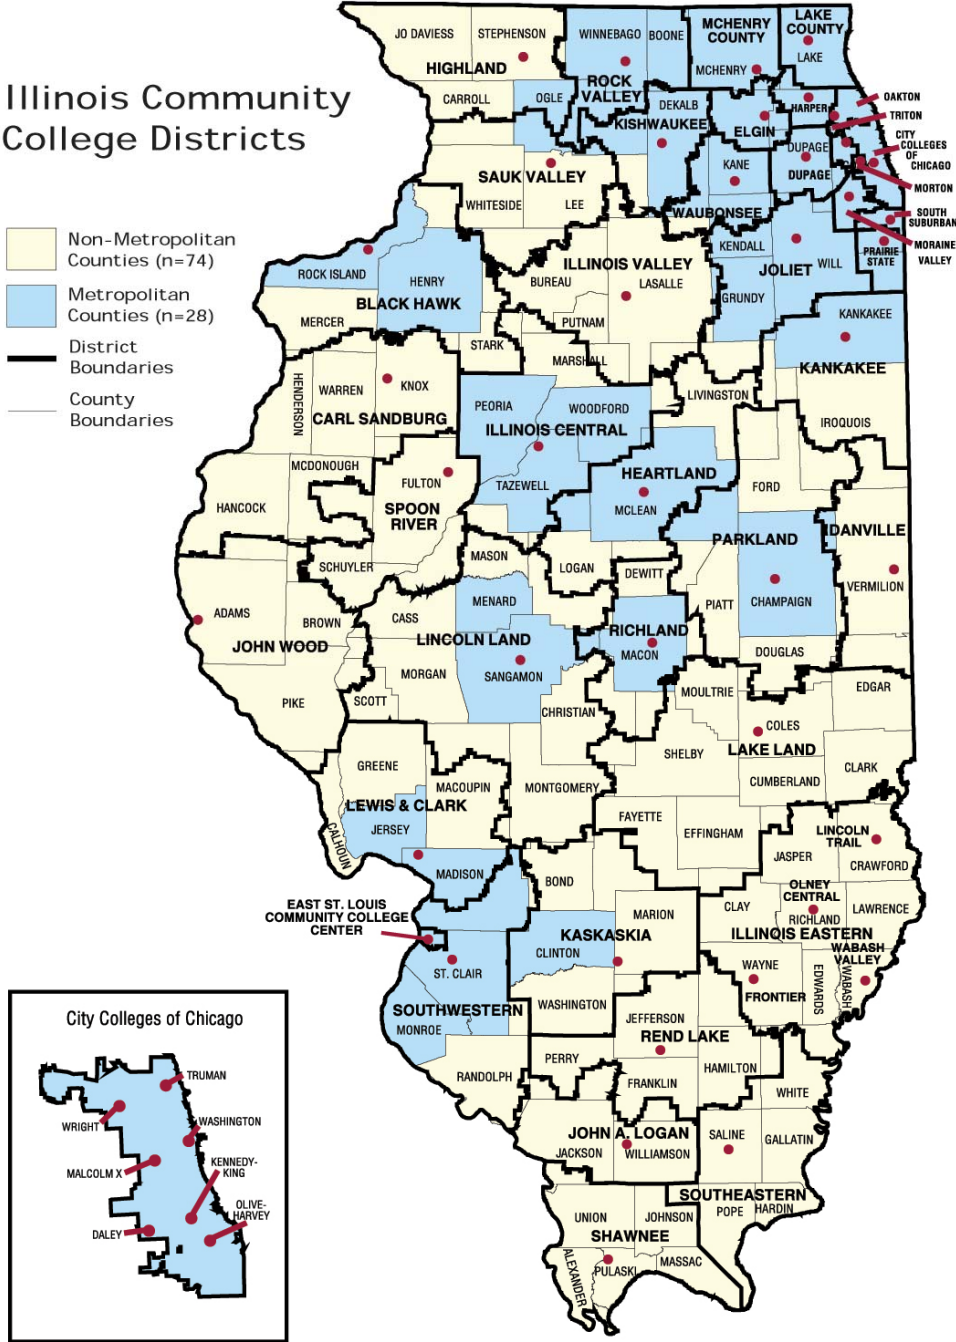 Illinois Community
College Districts
Non-Metropolitan
Counties (n=74)
Metropolitan
Counties (n=28)
District
Boundaries
County
Boundaries
JO DAVIESS
STEPHENSON
WINNEBAGO
BOONE
MCHENRY
COUNTY
LAKE
COUNTY
LAKE
HIGHLAND
ROCK
VALLEY
MCHENRY
CARROLL
OGLE
DEKALB
KISHWAUKEE
ELGIN
HARPER
OAKTON
TRITON
CITY
COLLEGES
OF
CHICAGO
MORTON
SOUTH
SUBURBAN
MORAINE
VALLEY
PRAIRIE
STATE
DUPAGE
DUPAGE
KANE
SAUK VALLEY
WHITESIDE
LEE
WAUBONSEE
KENDALL
JOLIET
WILL
GRUNDY
ROCK ISLAND
HENRY
BLACK HAWK
MERCER
BUREAU
ILLINOIS VALLEY
LASALLE
PUTNAM
STARK
MARSHALL
KANKAKEE
KANKAKEE
HENDERSON
WARREN
KNOX
CARL SANDBURG
PEORIA
WOODFORD
ILLINOIS CENTRAL
LIVINGSTON
IROQUOIS
MCDONOUGH
HANCOCK
FULTON
SPOON
RIVER
TAZEWELL
HEARTLAND
MCLEAN
FORD
PARKLAND
DANVILLE
SCHUYLER
MASON
LOGAN
DEWITT
PIATT
CHAMPAIGN
VERMILION
ADAMS
BROWN
JOHN WOOD
CASS
MENARD
LINCOLN LAND
RICHLAND
MACON
DOUGLAS
PIKE
SCOTT
MORGAN
SANGAMON
CHRISTIAN
MOULTRIE
EDGAR
COLES
SHELBY
LAKE LAND
CUMBERLAND
CLARK
GREENE
MACOUPIN
MONTGOMERY
LEWIS & CLARK
JERSEY
CALHOUN
FAYETTE
EFFINGHAM
LINCOLN
TRAIL
JASPER
CRAWFORD
MADISON
BOND
EAST ST. LOUIS
COMMUNITY COLLEGE
CENTER
MARION
CLAY
OLNEY
CENTRAL
RICHLAND
LAWRENCE
KASKASKIA
CLINTON
ILLINOIS EASTERN
WABASH
VALLEY
ST. CLAIR
WAYNE
EDWARDS
WABASH
FRONTIER
SOUTHWESTERN
MONROE
WASHINGTON
JEFFERSON
REND LAKE
RANDOLPH
PERRY
FRANKLIN
HAMILTON
WHITE
JOHN A. LOGAN
JACKSON
WILLIAMSON
SALINE
GALLATIN
SOUTHEASTERN
POPE
HARDIN
UNION
JOHNSON
SHAWNEE
ALEXANDER
PULASKI
MASSAC
City Colleges of Chicago
TRUMAN
WRIGHT
WASHINGTON
MALCOLM X
KENNEDY-
KING
OLIVE-
HARVEY
DALEY